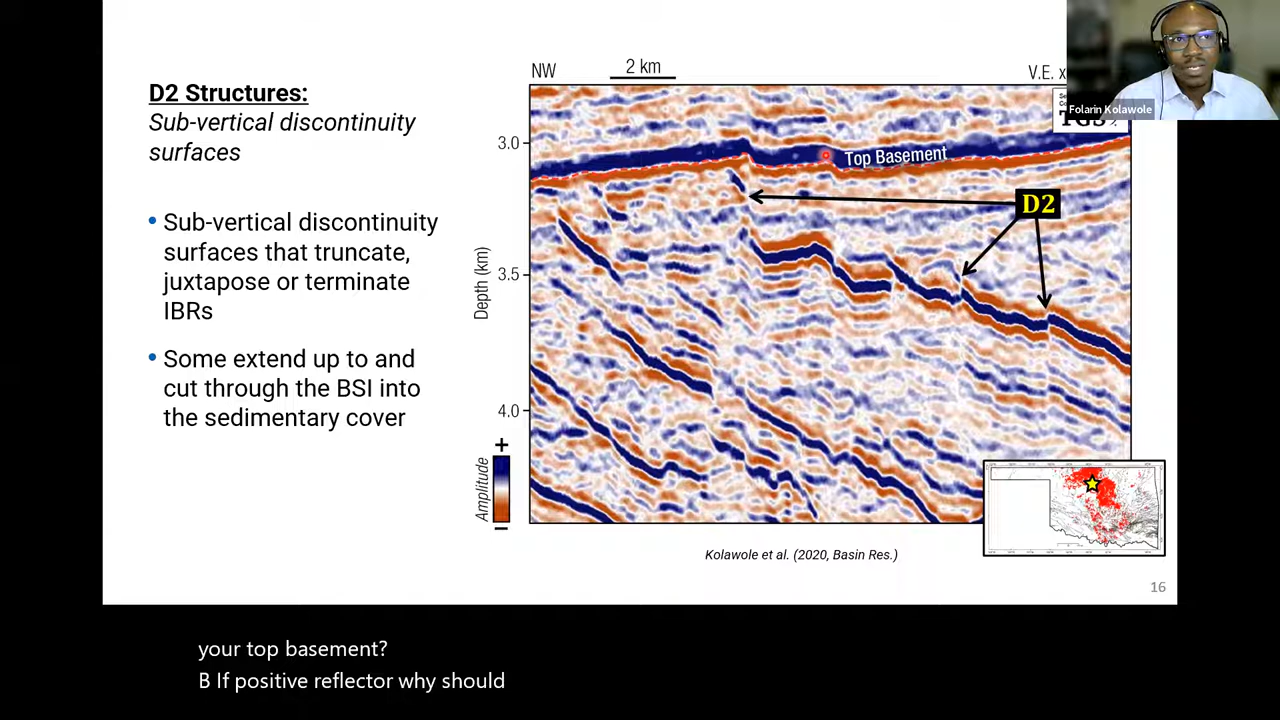 D2 Structures:
Sub-vertical discontinuity
surfaces
• Sub-vertical discontinuity
surfaces that truncate,
juxtapose or terminate
IBRs
• Some extend up to and
cut through the BSI into
the sedimentary cover
NW
2 km
V.E. x
TGS
Folarin Kolawole
3.0
Top Basement
D2
3.5
Depth (km)
4.0
+
Amplitude
−
Kolawole et al. (2020, Basin Res.)
16
your top basement?
B If positive reflector why should